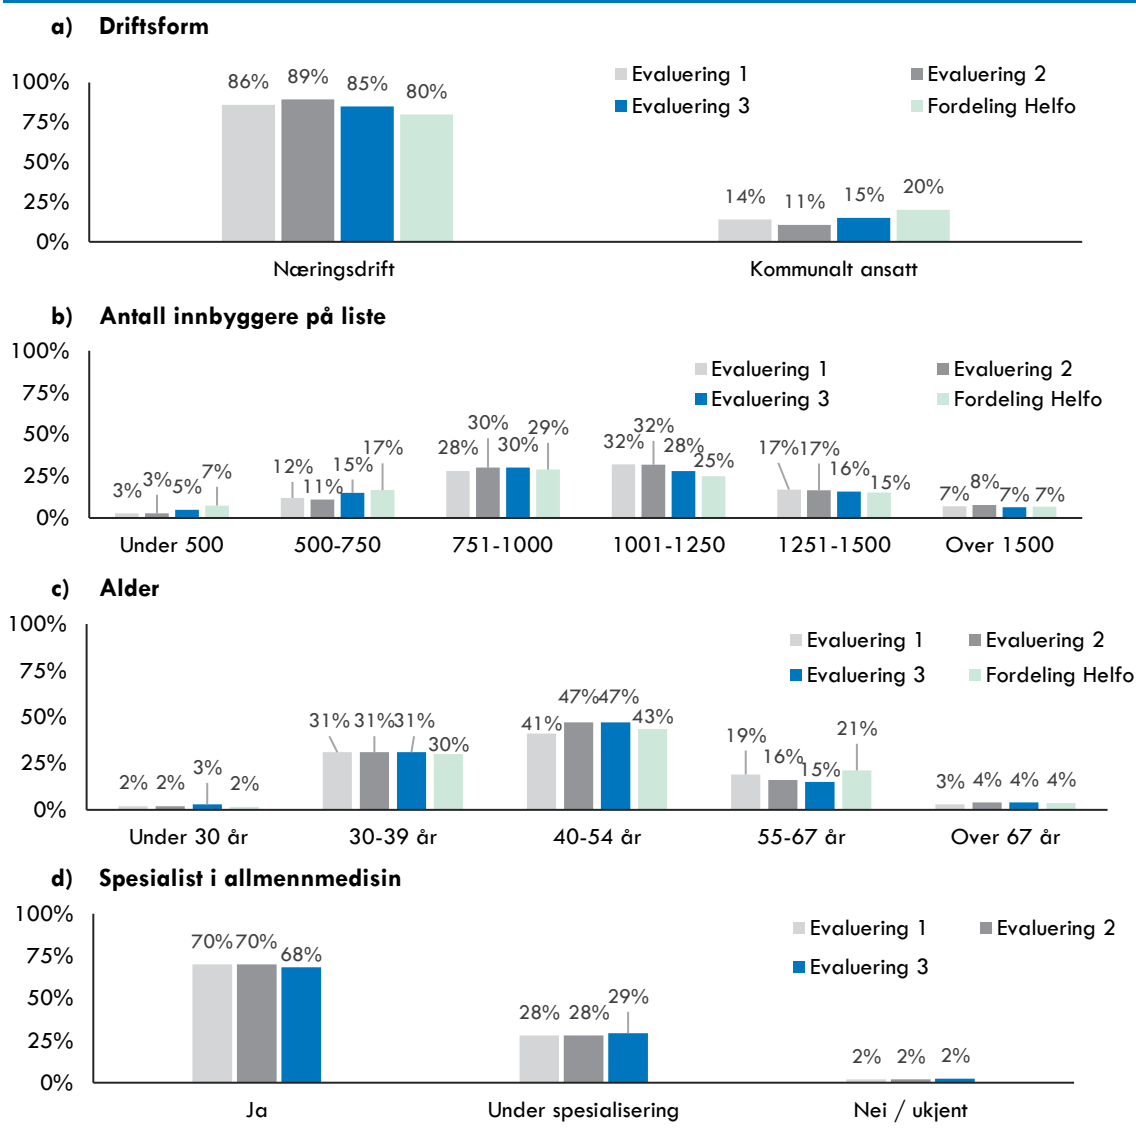 a) Driftsform
Evaluering 1 Evaluering 2
Evaluering 3 Fordeling Helfo
100%
75%
50%
25%
0%
86% 89% 85% 80%
14% 11% 15% 20%
Næringsdrift Kommunalt ansatt
b) Antall innbyggere på liste
Evaluering 1 Evaluering 2
Evaluering 3 Fordeling Helfo
100%
75%
50%
25%
0%
3% 3% 5% 7%
12% 11% 15% 17%
28% 30% 30% 29%
32% 32% 28% 25%
17% 17% 16% 15%
7% 8% 7% 7%
Under 500 500-750 751-1000 1001-1250 1251-1500 Over 1500
c) Alder
Evaluering 1 Evaluering 2
Evaluering 3 Fordeling Helfo
100%
75%
50%
25%
0%
2% 2% 3% 2%
31% 31% 31% 30%
41% 47% 47% 43%
19% 16% 15% 21%
3% 4% 4% 4%
Under 30 år 30-39 år 40-54 år 55-67 år Over 67 år
d) Spesialist i allmennmedisin
Evaluering 1 Evaluering 2
Evaluering 3
100%
75%
50%
25%
0%
70% 70% 68%
28% 28% 29%
2% 2% 2%
Ja Under spesialisering Nei / ukjent